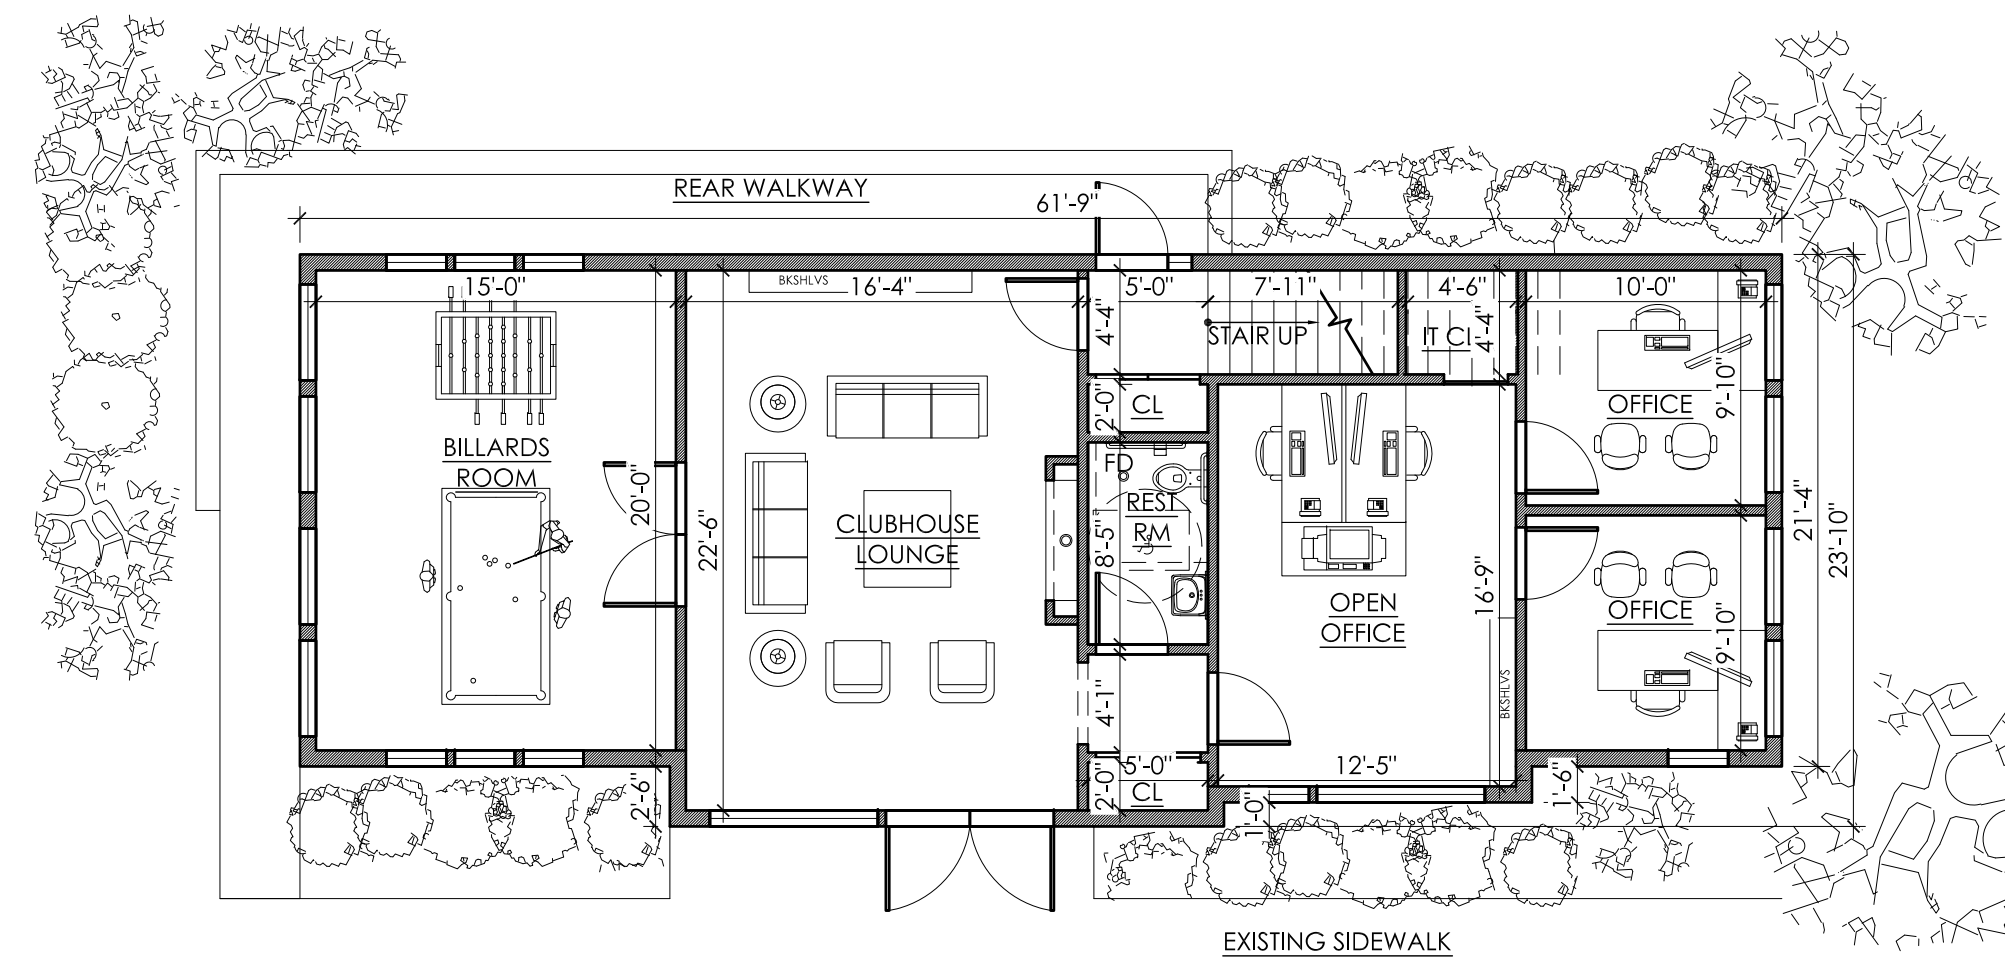 REAR WALKWAY
61'-9"
BKSHLVS
15'-0"
16'-4"
5'-0"
7'-11"
4'-6"
10'-0"
4'-4"
STAIR UP
IT CL
4'-4"
9'-10"
2'-0"
CL
OFFICE
BILLARDS
ROOM
FD
20'-0"
22'-6"
REST
RM
8'-5"
CLUBHOUSE
LOUNGE
21'-4"
23'-10"
16'-9"
OPEN
OFFICE
OFFICE
9'-10"
BKSHLVS
4'-1"
5'-0"
12'-5"
2'-0"
CL
2'-6"
1'-0"
1'-6"
EXISTING SIDEWALK